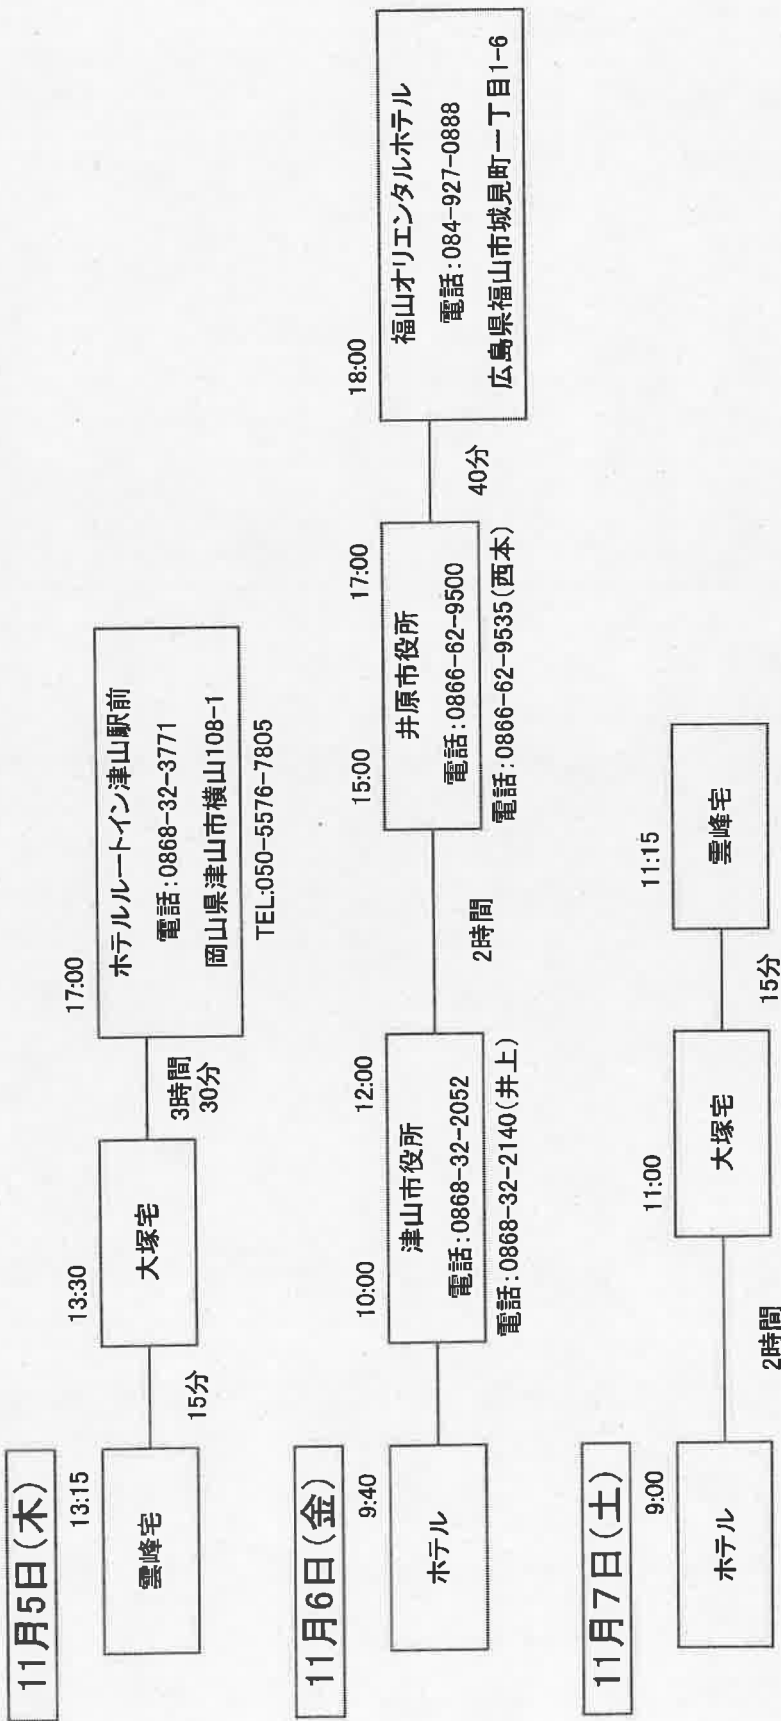 11月5日(木)
13:15
雲峰宅
15分
13:30
大塚宅
3時間
30分
17:00
ホテルルートイン津山駅前
電話:0868-32-3771
岡山県津山市横山108-1
TEL:050-5576-7805
11月6日(金)
9:40
ホテル
10:00
12:00
津山市役所
電話:0868-32-2052
電話:0868-32-2140(井上)
2時間
15:00
17:00
井原市役所
電話:0866-62-9500
電話:0866-62-9535(西本)
40分
18:00
福山オリエンタルホテル
電話:084-927-0888
広島県福山市城見町一丁目1-6
11月7日(土)
9:00
ホテル
2時間
11:00
大塚宅
15分
11:15
雲峰宅